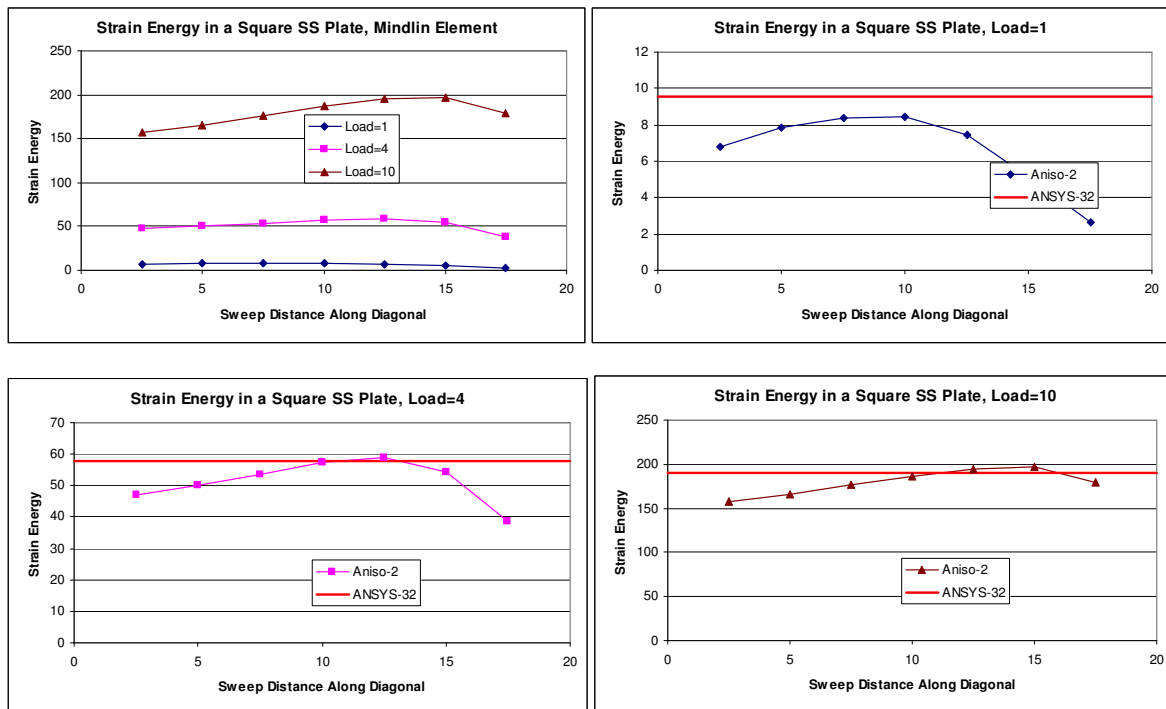 Strain Energy in a Square SS Plate, Mindlin Element
250
200
150
100
50
0
Strain Energy
Load=1
Load=4
Load=10
0 5 10 15 20
Sweep Distance Along Diagonal
Strain Energy in a Square SS Plate, Load=1
12
10
8
6
4
2
0
Strain Energy
Aniso-2
ANSYS-32
0 5 10 15 20
Sweep Distance Along Diagonal
Strain Energy in a Square SS Plate, Load=4
70
60
50
40
30
20
10
0
Strain Energy
Aniso-2
ANSYS-32
0 5 10 15 20
Sweep Distance Along Diagonal
Strain Energy in a Square SS Plate, Load=10
250
200
150
100
50
0
Strain Energy
Aniso-2
ANSYS-32
0 5 10 15 20
Sweep Distance Along Diagonal